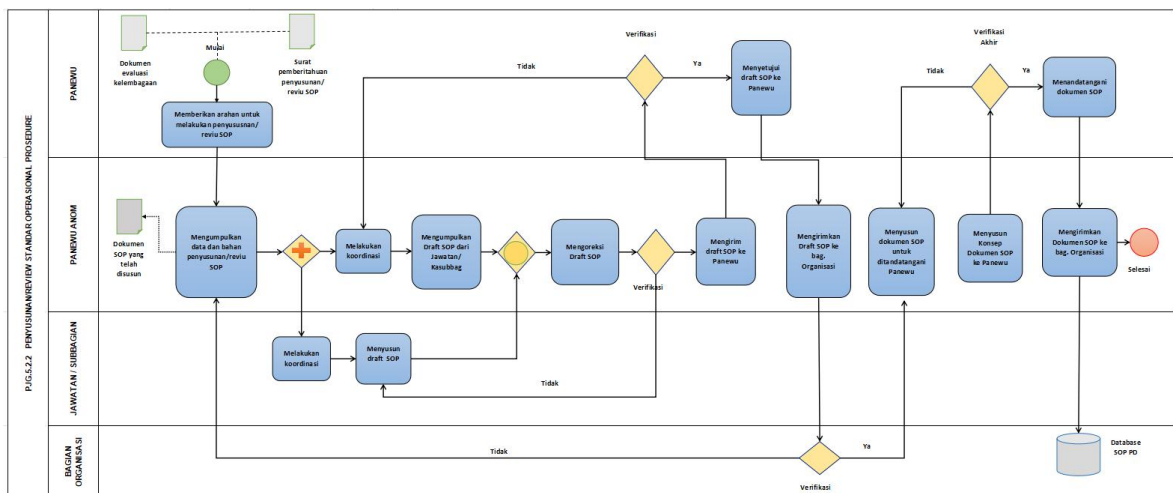 PJG.5.2.2 PENYUSUNAN/REVIEW STANDAR OPERASIONAL PROSEDURE
PANEWU
Dokumen
evaluasi
kelembagaan
Mulai
Surat
pemberitahuan
penyusunan/
reviu SOP
Memberikan arahan untuk
melakukan penyususnan/
reviu SOP
Verifikasi
Tidak
Ya
Menyetujui
draft SOP ke
Panewu
Verifikasi
Akhir
Tidak
Ya
Menandatangani
dokumen SOP
PANEWU ANOM
Dokumen
SOP yang
telah
disusun
Mengumpulkan
data dan bahan
penyusunan/reviu
SOP
Melakukan
koordinasi
Mengumpulkan
Draft SOP dari
Jawatan/
Kasubbag
Mengoreksi
Draft SOP
Verifikasi
Mengirim
draft SOP ke
Panewu
Mengirimkan
Draft SOP ke
bag. Organisasi
Menyusun
dokumen SOP
untuk
ditandatangani
Panewu
Menyusun
Konsep
Dokumen SOP
ke Panewu
Mengirimkan
Dokumen SOP ke
bag. Organisasi
Selesai
JAWATAN / SUBBAGIAN
Melakukan
koordinasi
Menyusun
draft SOP
Tidak
BAGIAN
ORGANISASI
Tidak
Ya
Verifikasi
Database
SOP PD